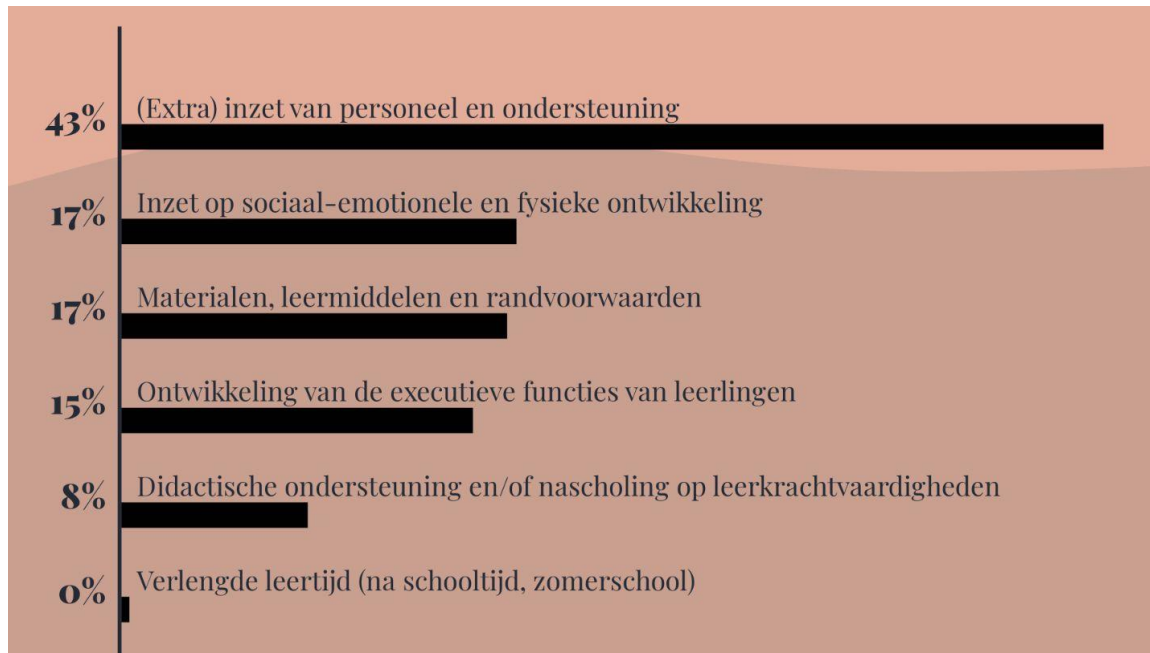 43% (Extra) inzet van personeel en ondersteuning
17% Inzet op sociaal-emotionele en fysieke ontwikkeling
17% Materialen, leermiddelen en randvoorwaarden
15% Ontwikkeling van de executieve functies van leerlingen
8% Didactische ondersteuning en/of nascholing op leerkrachtvaardigheden
0% Verlengde leertijd (na schooltijd, zomerschool)